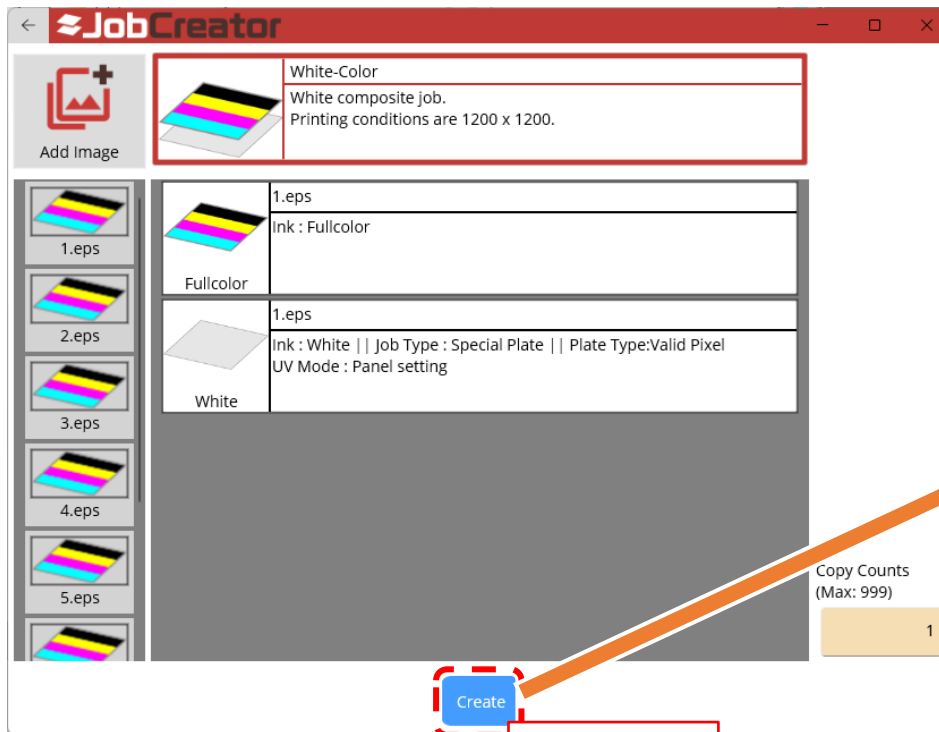 JobCreator
Add Image
White-Color
White composite job.
Printing conditions are 1200 x 1200.
1.eps
2.eps
3.eps
4.eps
5.eps
1.eps
Ink : Fullcolor
Fullcolor
1.eps
Ink : White || Job Type : Special Plate || Plate Type:Valid Pixel
UV Mode : Panel setting
White
Copy Counts
(Max: 999)
1
Create